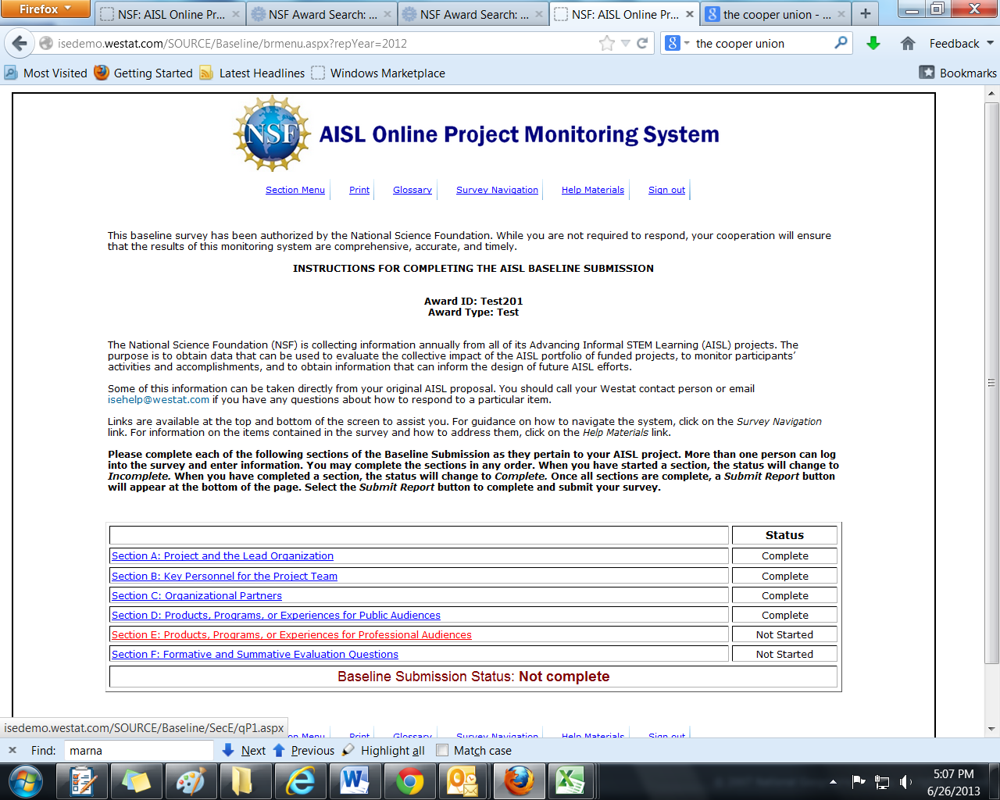 Firefox
NSF: AISL Online Pr...
NSF Award Search: ...
NSF Award Search: ...
NSF: AISL Online Pr...
the cooper union - ...
isedemo.westat.com/SOURCE/Baseline/brmenu.aspx?repYear=2012
the cooper union
Feedback
Most Visited
Getting Started
Latest Headlines
Windows Marketplace
Bookmarks
NSF
AISL Online Project Monitoring System
Section Menu
Print
Glossary
Survey Navigation
Help Materials
Sign out
This baseline survey has been authorized by the National Science Foundation. While you are not required to respond, your cooperation will ensure
that the results of this monitoring system are comprehensive, accurate, and timely.
INSTRUCTIONS FOR COMPLETING THE AISL BASELINE SUBMISSION
Award ID: Test201
Award Type: Test
The National Science Foundation (NSF) is collecting information annually from all of its Advancing Informal STEM Learning (AISL) projects. The
purpose is to obtain data that can be used to evaluate the collective impact of the AISL portfolio of funded projects, to monitor participants’
activities and accomplishments, and to obtain information that can inform the design of future AISL efforts.
Some of this information can be taken directly from your original AISL proposal. You should call your Westat contact person or email
isehelp@westat.com if you have any questions about how to respond to a particular item.
Links are available at the top and bottom of the screen to assist you. For guidance on how to navigate the system, click on the Survey Navigation
link. For information on the items contained in the survey and how to address them, click on the Help Materials link.
Please complete each of the following sections of the Baseline Submission as they pertain to your AISL project. More than one person can log
into the survey and enter information. You may complete the sections in any order. When you have started a section, the status will change to
Incomplete. When you have completed a section, the status will change to Complete. Once all sections are complete, a Submit Report button
will appear at the bottom of the page. Select the Submit Report button to complete and submit your survey.
Status
Section A: Project and the Lead Organization
Complete
Section B: Key Personnel for the Project Team
Complete
Section C: Organizational Partners
Complete
Section D: Products, Programs, or Experiences for Public Audiences
Complete
Section E: Products, Programs, or Experiences for Professional Audiences
Not Started
Section F: Formative and Summative Evaluation Questions
Not Started
Baseline Submission Status: Not complete
isedemo.westat.com/SOURCE/Baseline/SecE/qP1.aspx
on Menu
Print
Glossary
Survey Navigation
Help Materials
Sign out
Find:
marna
Next
Previous
Highlight all
Match case
5:07 PM
6/26/2013